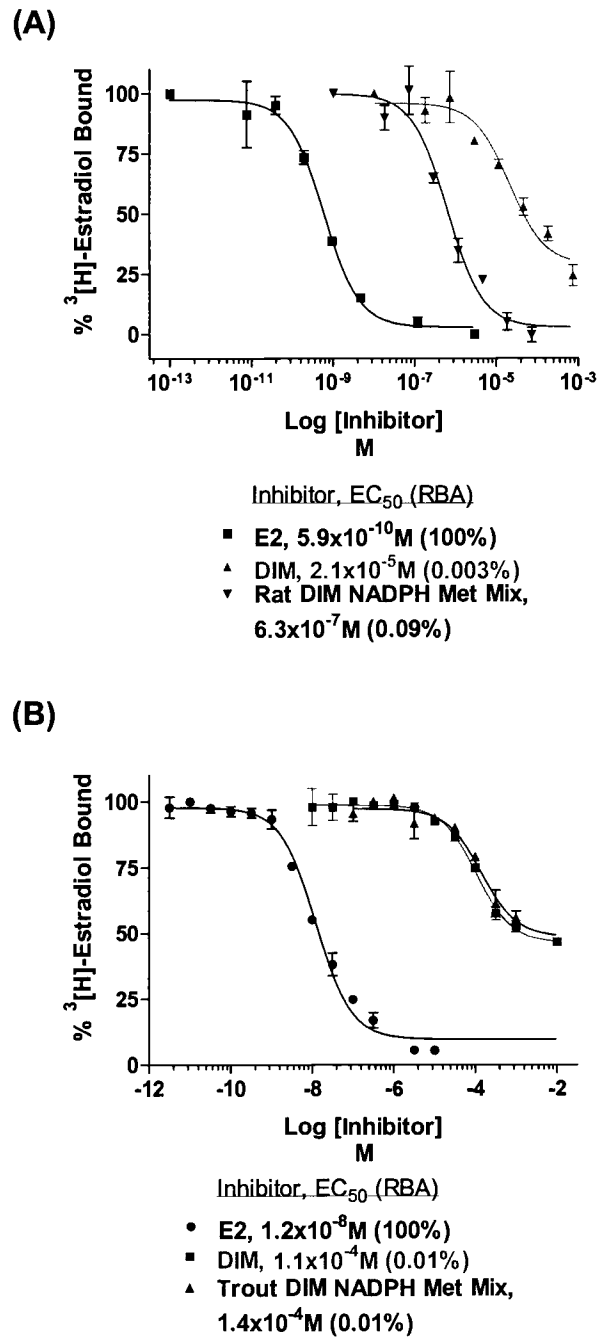 (A)
% ³[H]-Estradiol Bound
100
75
50
25
0
10⁻¹³ 10⁻¹¹ 10⁻⁹ 10⁻⁷ 10⁻⁵ 10⁻³
Log [Inhibitor]
M
Inhibitor, EC₅₀ (RBA)
■ E2, 5.9x10⁻¹⁰M (100%)
▲ DIM, 2.1x10⁻⁵M (0.003%)
▼ Rat DIM NADPH Met Mix,
6.3x10⁻⁷M (0.09%)
(B)
% ³[H]-Estradiol Bound
100
75
50
25
0
-12 -10 -8 -6 -4 -2
Log [Inhibitor]
M
Inhibitor, EC₅₀ (RBA)
● E2, 1.2x10⁻⁸M (100%)
■ DIM, 1.1x10⁻⁴M (0.01%)
▲ Trout DIM NADPH Met Mix,
1.4x10⁻⁴M (0.01%)